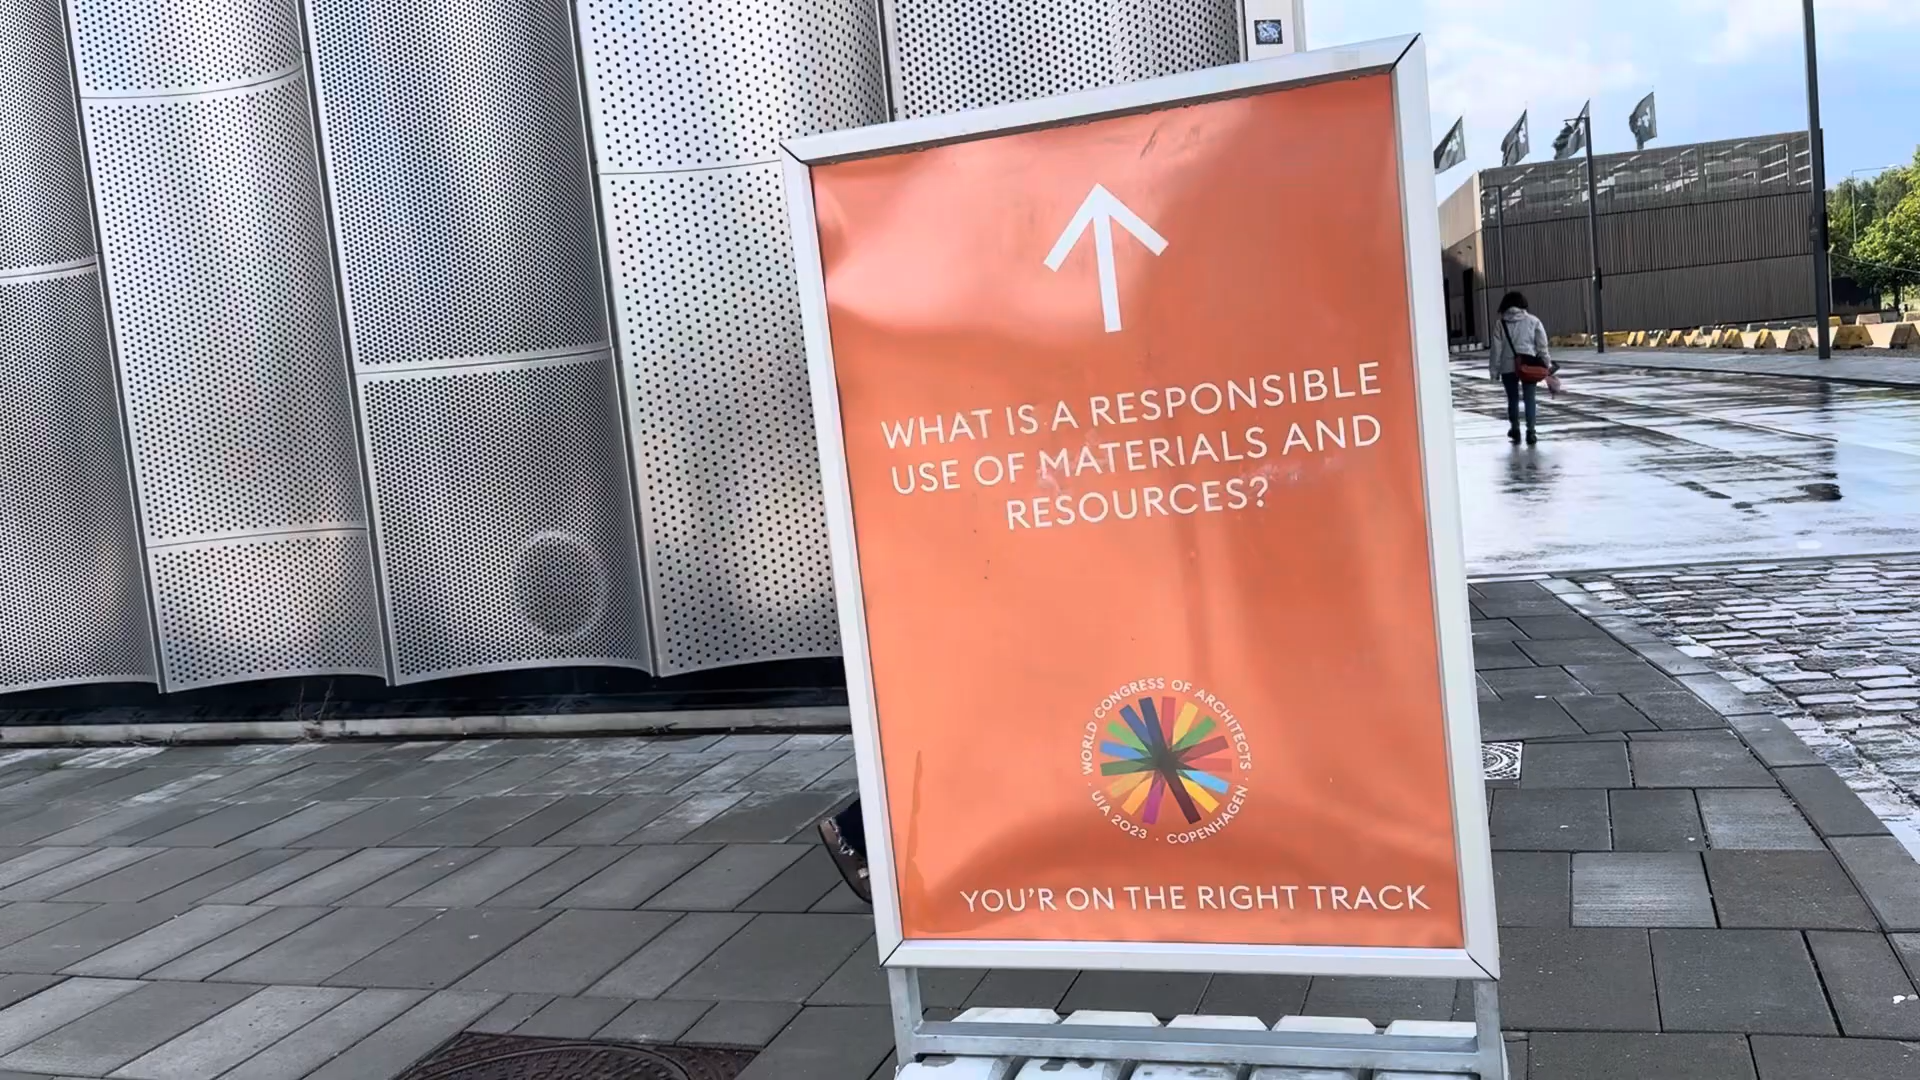 WHAT IS A RESPONSIBLE
USE OF MATERIALS AND
RESOURCES?
WORLD CONGRESS OF ARCHITECTS ·
UIA 2023 · COPENHAGEN ·
YOU'R ON THE RIGHT TRACK